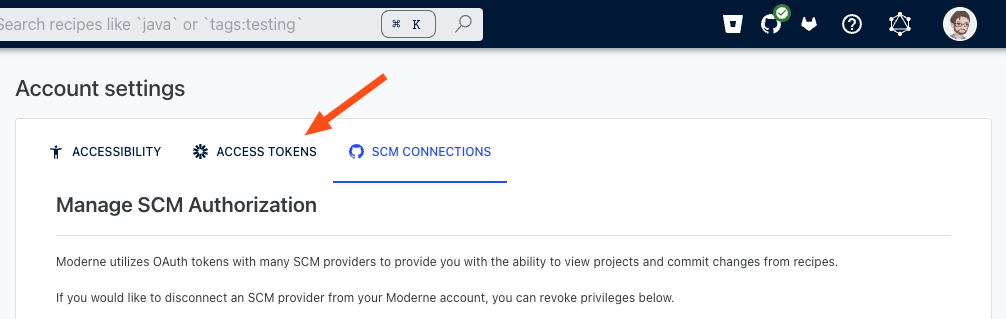 Search recipes like `java` or `tags:testing`
⌘ K
Account settings
ACCESSIBILITY
ACCESS TOKENS
SCM CONNECTIONS
Manage SCM Authorization
Moderne utilizes OAuth tokens with many SCM providers to provide you with the ability to view projects and commit changes from recipes.
If you would like to disconnect an SCM provider from your Moderne account, you can revoke privileges below.